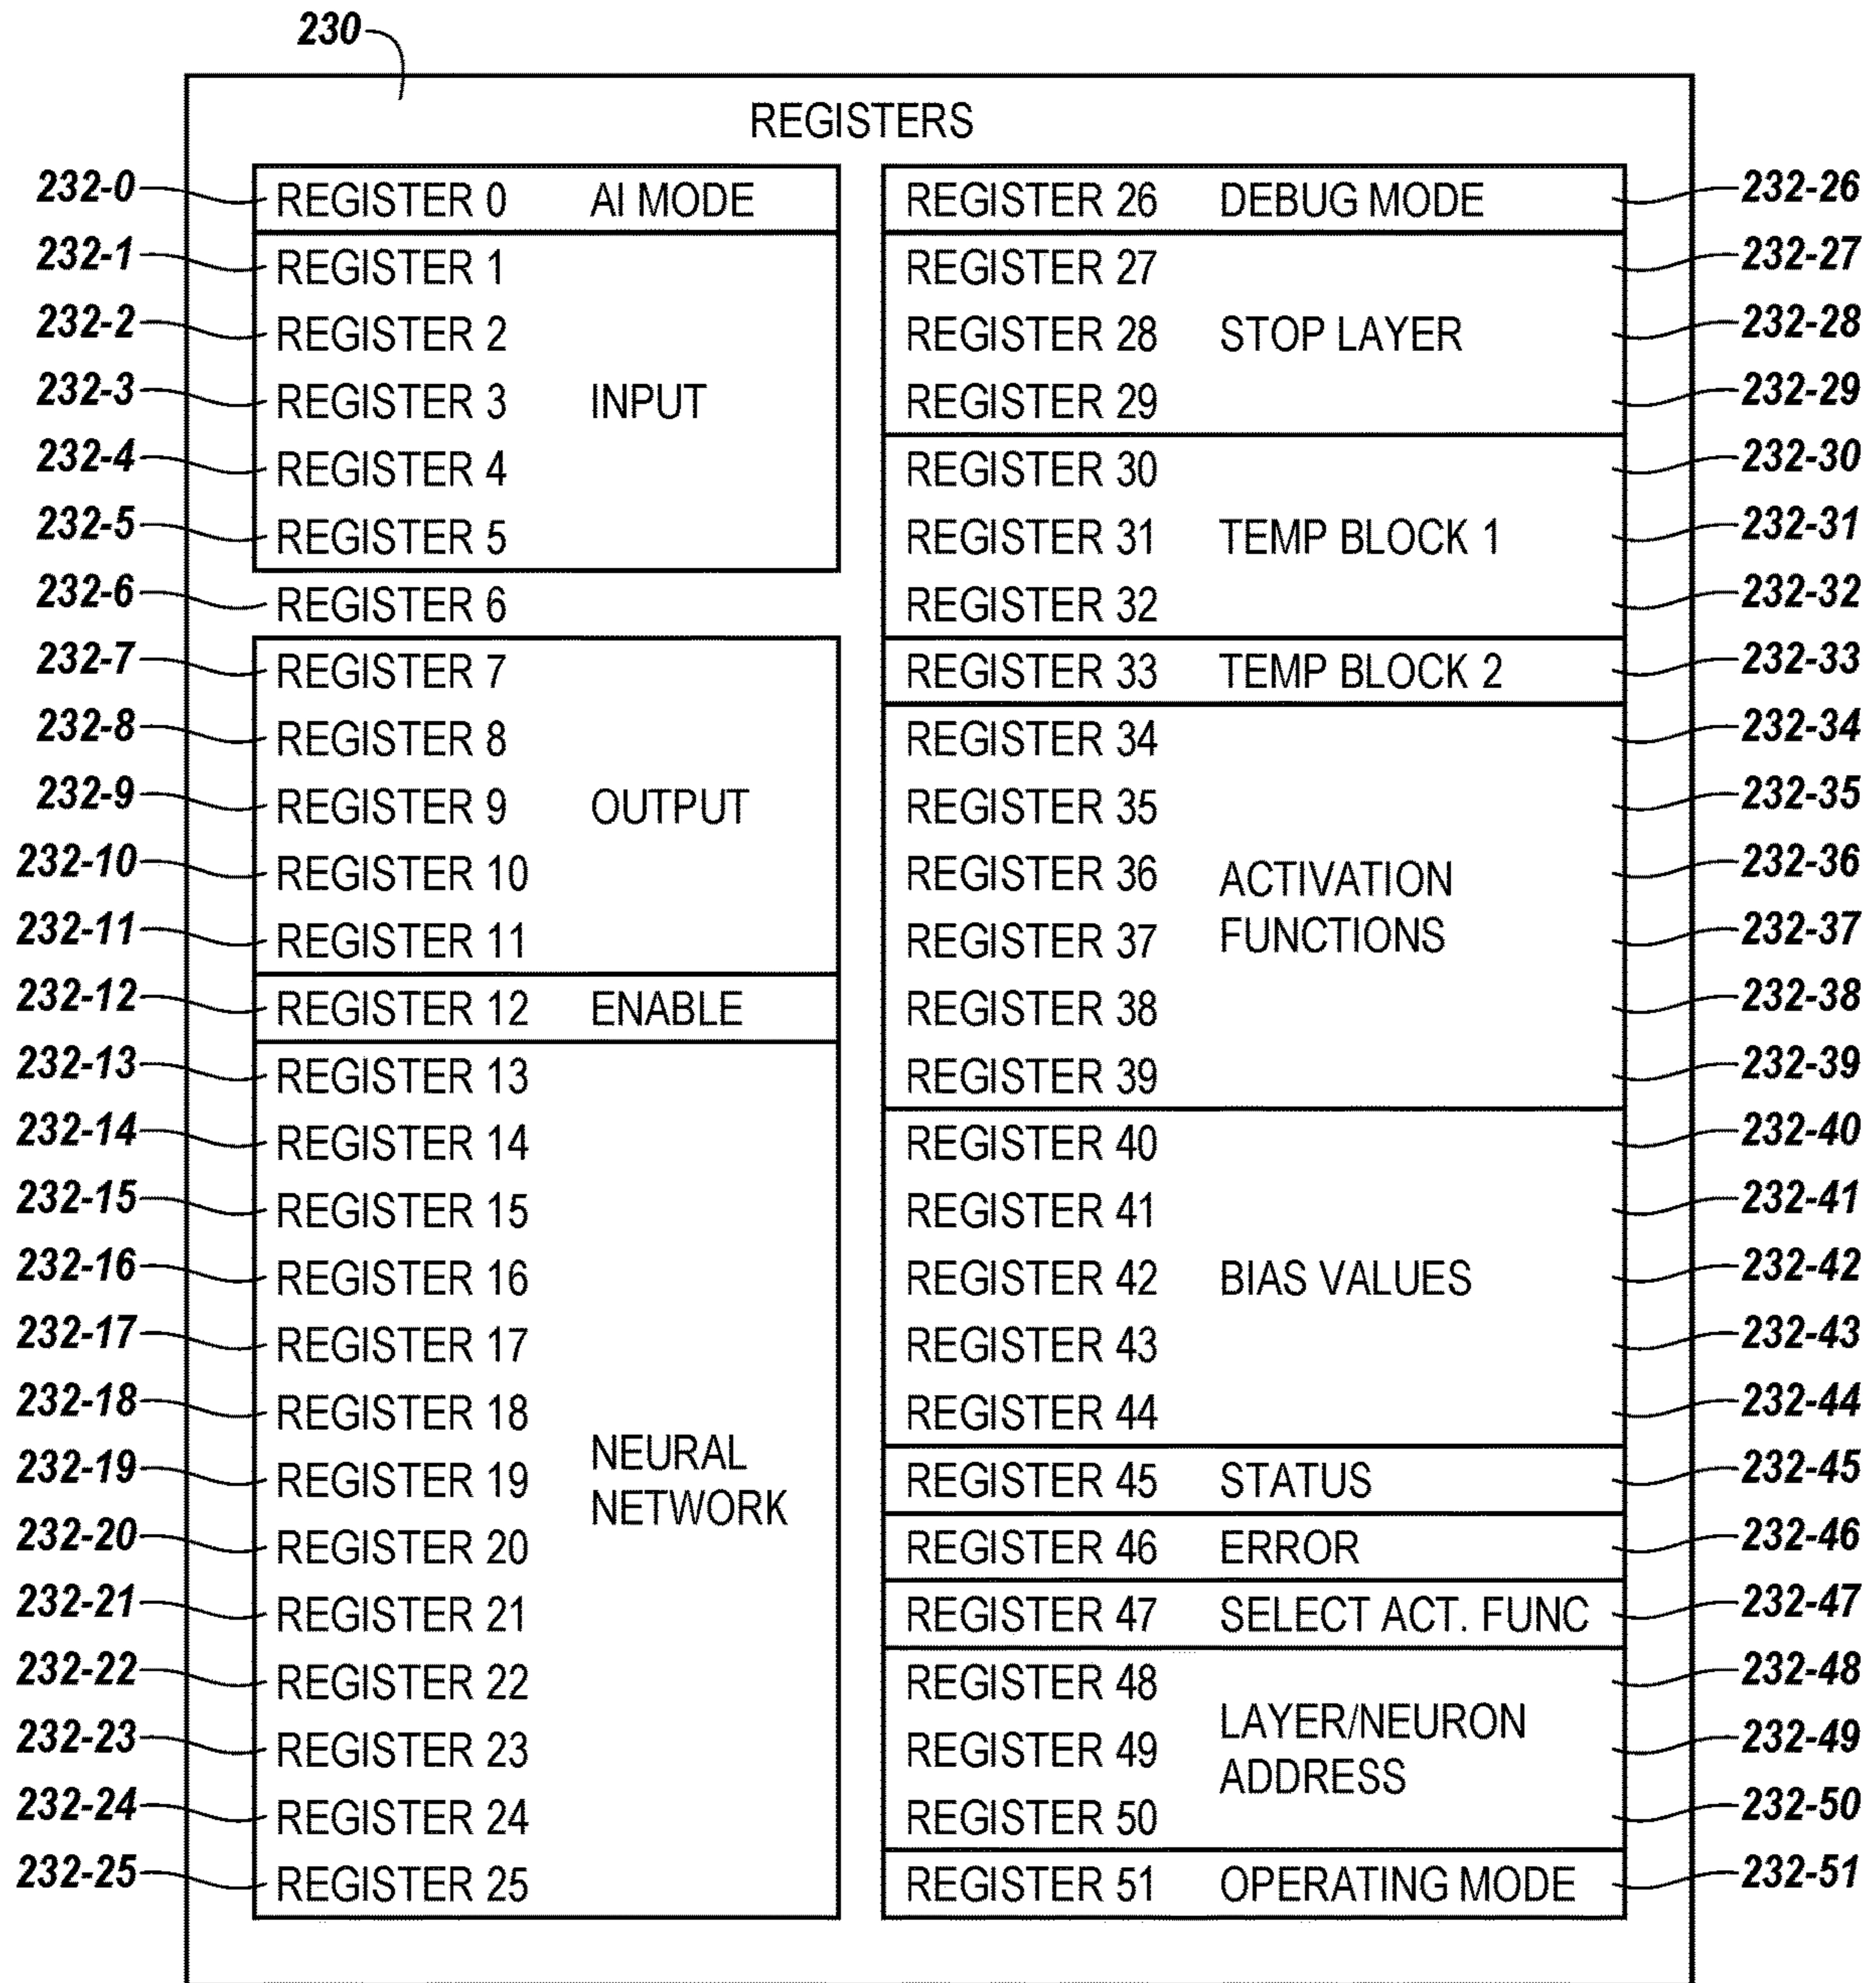 230
REGISTERS
232-0 REGISTER 0 AI MODE
232-1 REGISTER 1
232-2 REGISTER 2
232-3 REGISTER 3 INPUT
232-4 REGISTER 4
232-5 REGISTER 5
232-6 REGISTER 6
232-7 REGISTER 7
232-8 REGISTER 8
232-9 REGISTER 9 OUTPUT
232-10 REGISTER 10
232-11 REGISTER 11
232-12 REGISTER 12 ENABLE
232-13 REGISTER 13
232-14 REGISTER 14
232-15 REGISTER 15
232-16 REGISTER 16
232-17 REGISTER 17
232-18 REGISTER 18
NEURAL
232-19 REGISTER 19
NETWORK
232-20 REGISTER 20
232-21 REGISTER 21
232-22 REGISTER 22
232-23 REGISTER 23
232-24 REGISTER 24
232-25 REGISTER 25
REGISTER 26 DEBUG MODE 232-26
REGISTER 27 232-27
REGISTER 28 STOP LAYER 232-28
REGISTER 29 232-29
REGISTER 30 232-30
REGISTER 31 TEMP BLOCK 1 232-31
REGISTER 32 232-32
REGISTER 33 TEMP BLOCK 2 232-33
REGISTER 34 232-34
REGISTER 35 232-35
REGISTER 36 ACTIVATION 232-36
REGISTER 37 FUNCTIONS 232-37
REGISTER 38 232-38
REGISTER 39 232-39
REGISTER 40 232-40
REGISTER 41 232-41
REGISTER 42 BIAS VALUES 232-42
REGISTER 43 232-43
REGISTER 44 232-44
REGISTER 45 STATUS 232-45
REGISTER 46 ERROR 232-46
REGISTER 47 SELECT ACT. FUNC 232-47
REGISTER 48 232-48
LAYER/NEURON
REGISTER 49 232-49
ADDRESS
REGISTER 50 232-50
REGISTER 51 OPERATING MODE 232-51